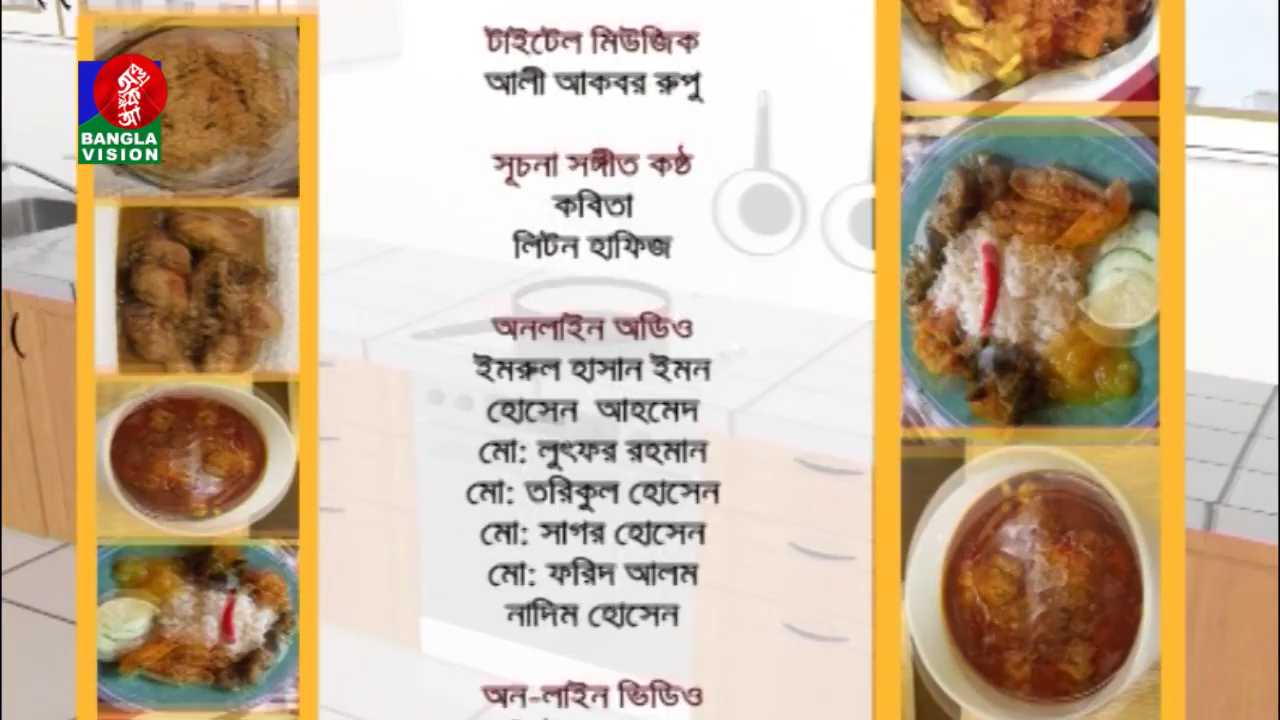 BANGLA
VISION
টাইটেল মিউজিক
আলী আকবর রুপু
সূচনা সঙ্গীত কণ্ঠ
কবিতা
লিটন হাফিজ
অনলাইন অডিও
ইমরুল হাসান ইমন
হোসেন আহমেদ
মো: লুৎফর রহমান
মো: তরিকুল হোসেন
মো: সাগর হোসেন
মো: ফরিদ আলম
নাদিম হোসেন
অন-লাইন ভিডিও